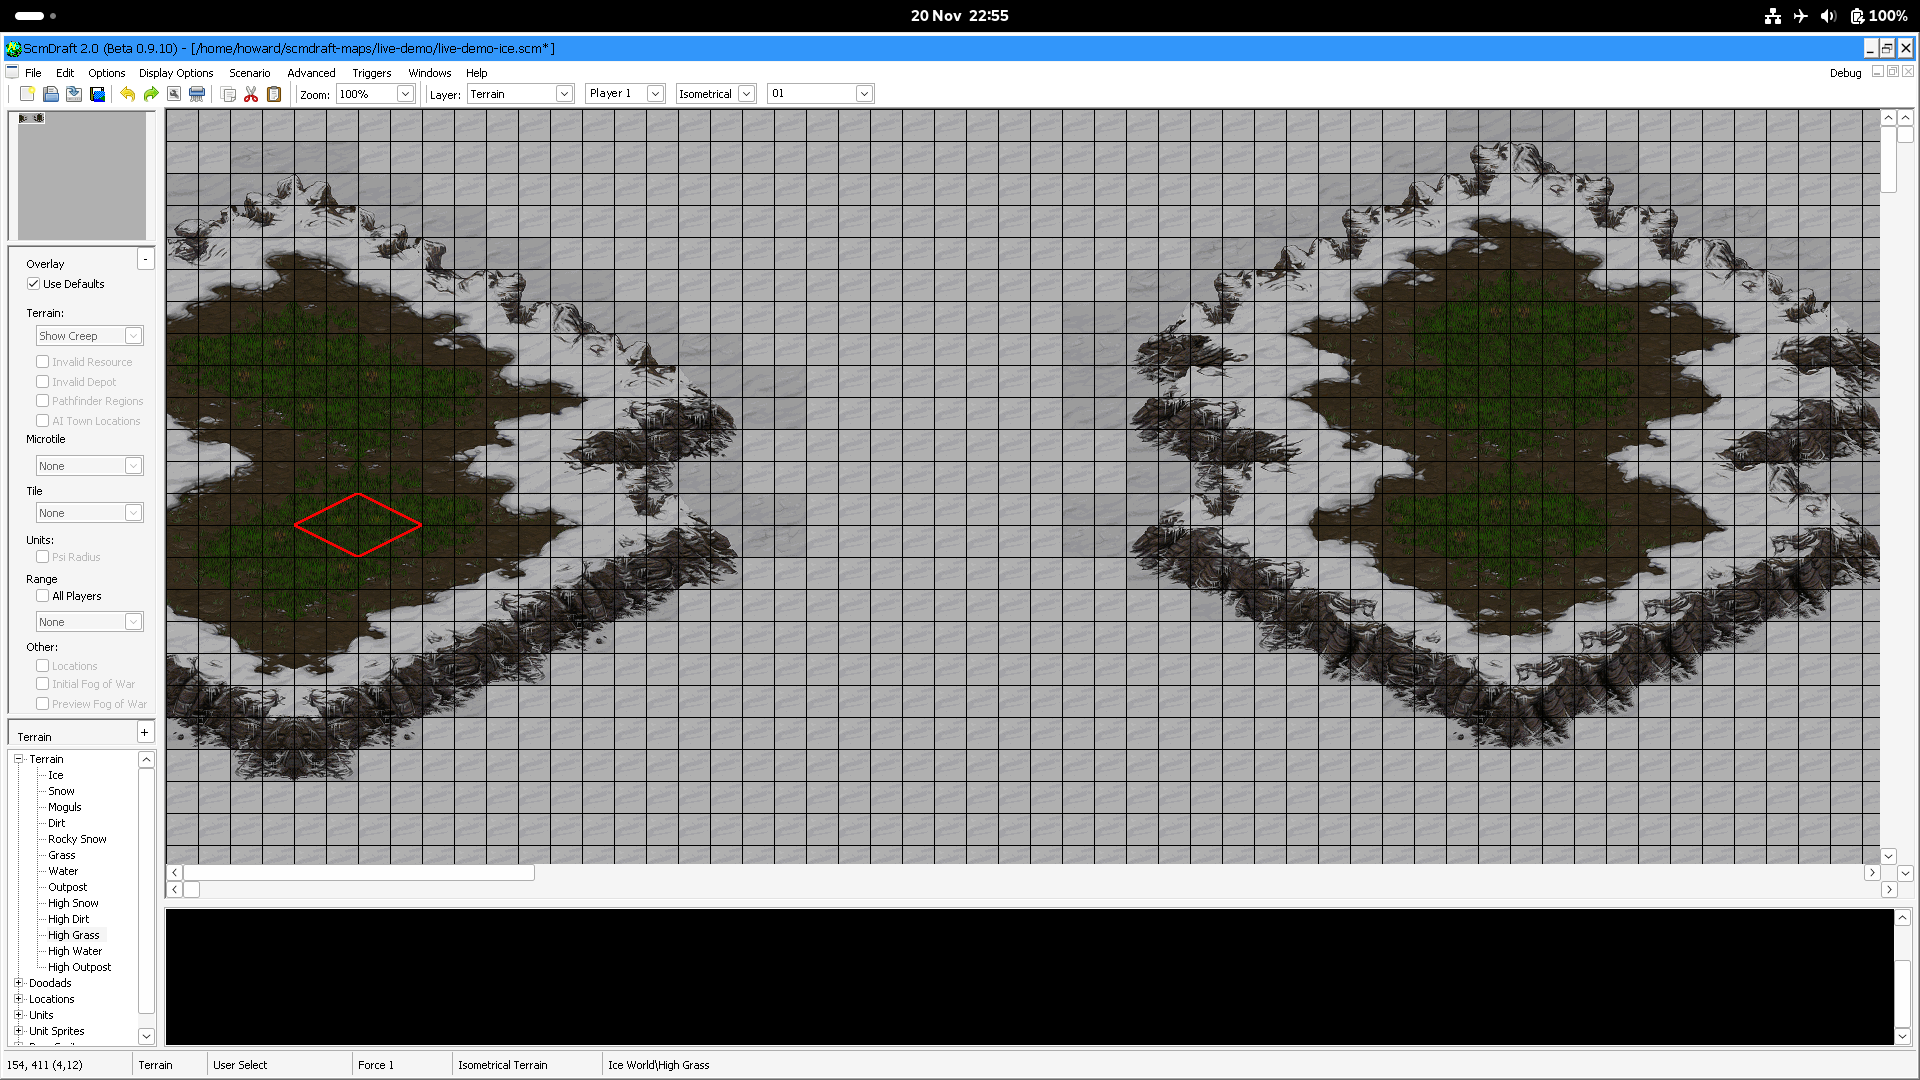 20 Nov 22:55
100%
ScmDraft 2.0 (Beta 0.9.10) - [/home/howard/scmdraft-maps/live-demo/live-demo-ice.scm*]
File Edit Options Display Options Scenario Advanced Triggers Windows Help Debug
Zoom: 100% Layer: Terrain Player 1 Isometrical 01
Overlay -
Use Defaults
Terrain:
Show Creep
Invalid Resource
Invalid Depot
Pathfinder Regions
AI Town Locations
Microtile
None
Tile
None
Units:
Psi Radius
Range
All Players
None
Other:
Locations
Initial Fog of War
Preview Fog of War
Terrain +
Terrain
Ice
Snow
Moguls
Dirt
Rocky Snow
Grass
Water
Outpost
High Snow
High Dirt
High Grass
High Water
High Outpost
Doodads
Locations
Units
Unit Sprites
154, 411 (4,12) Terrain User Select Force 1 Isometrical Terrain Ice World\High Grass